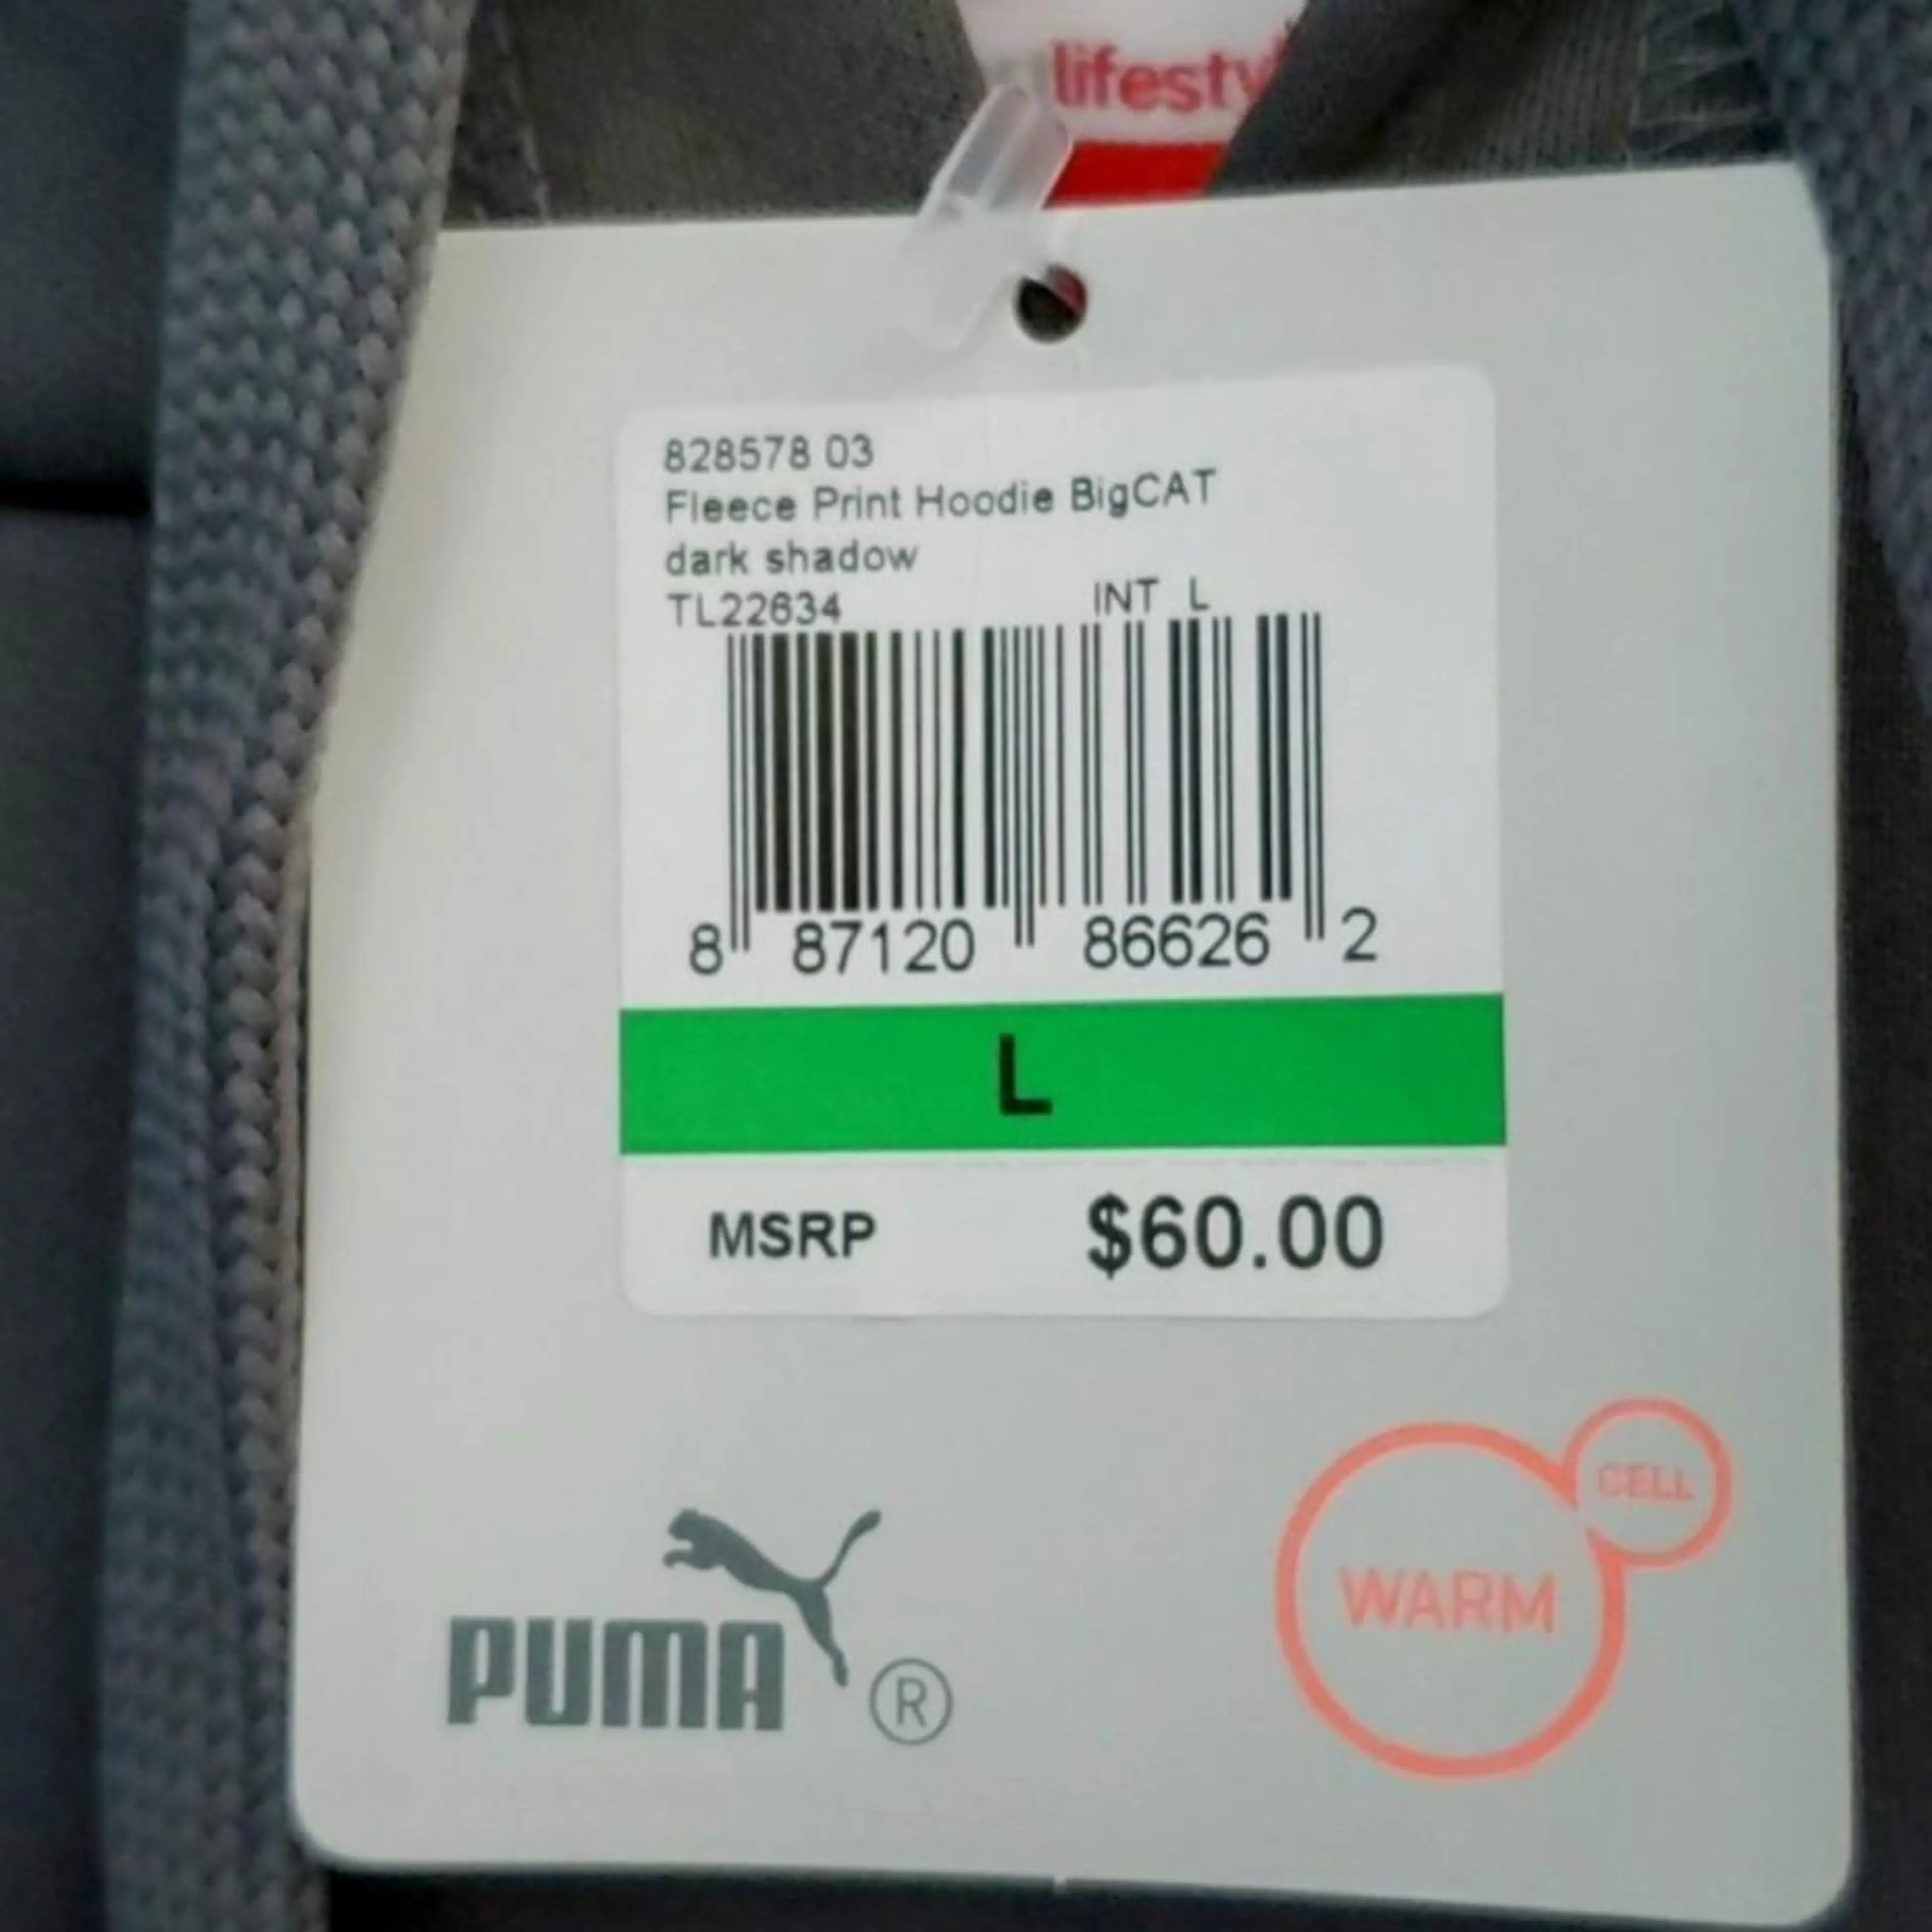 lifesty
828578 03
Fleece Print Hoodie BigCAT
dark shadow
TL22634 INT L
8 87120 86626 2
L
MSRP $60.00
CELL
WARM
PUMA ®